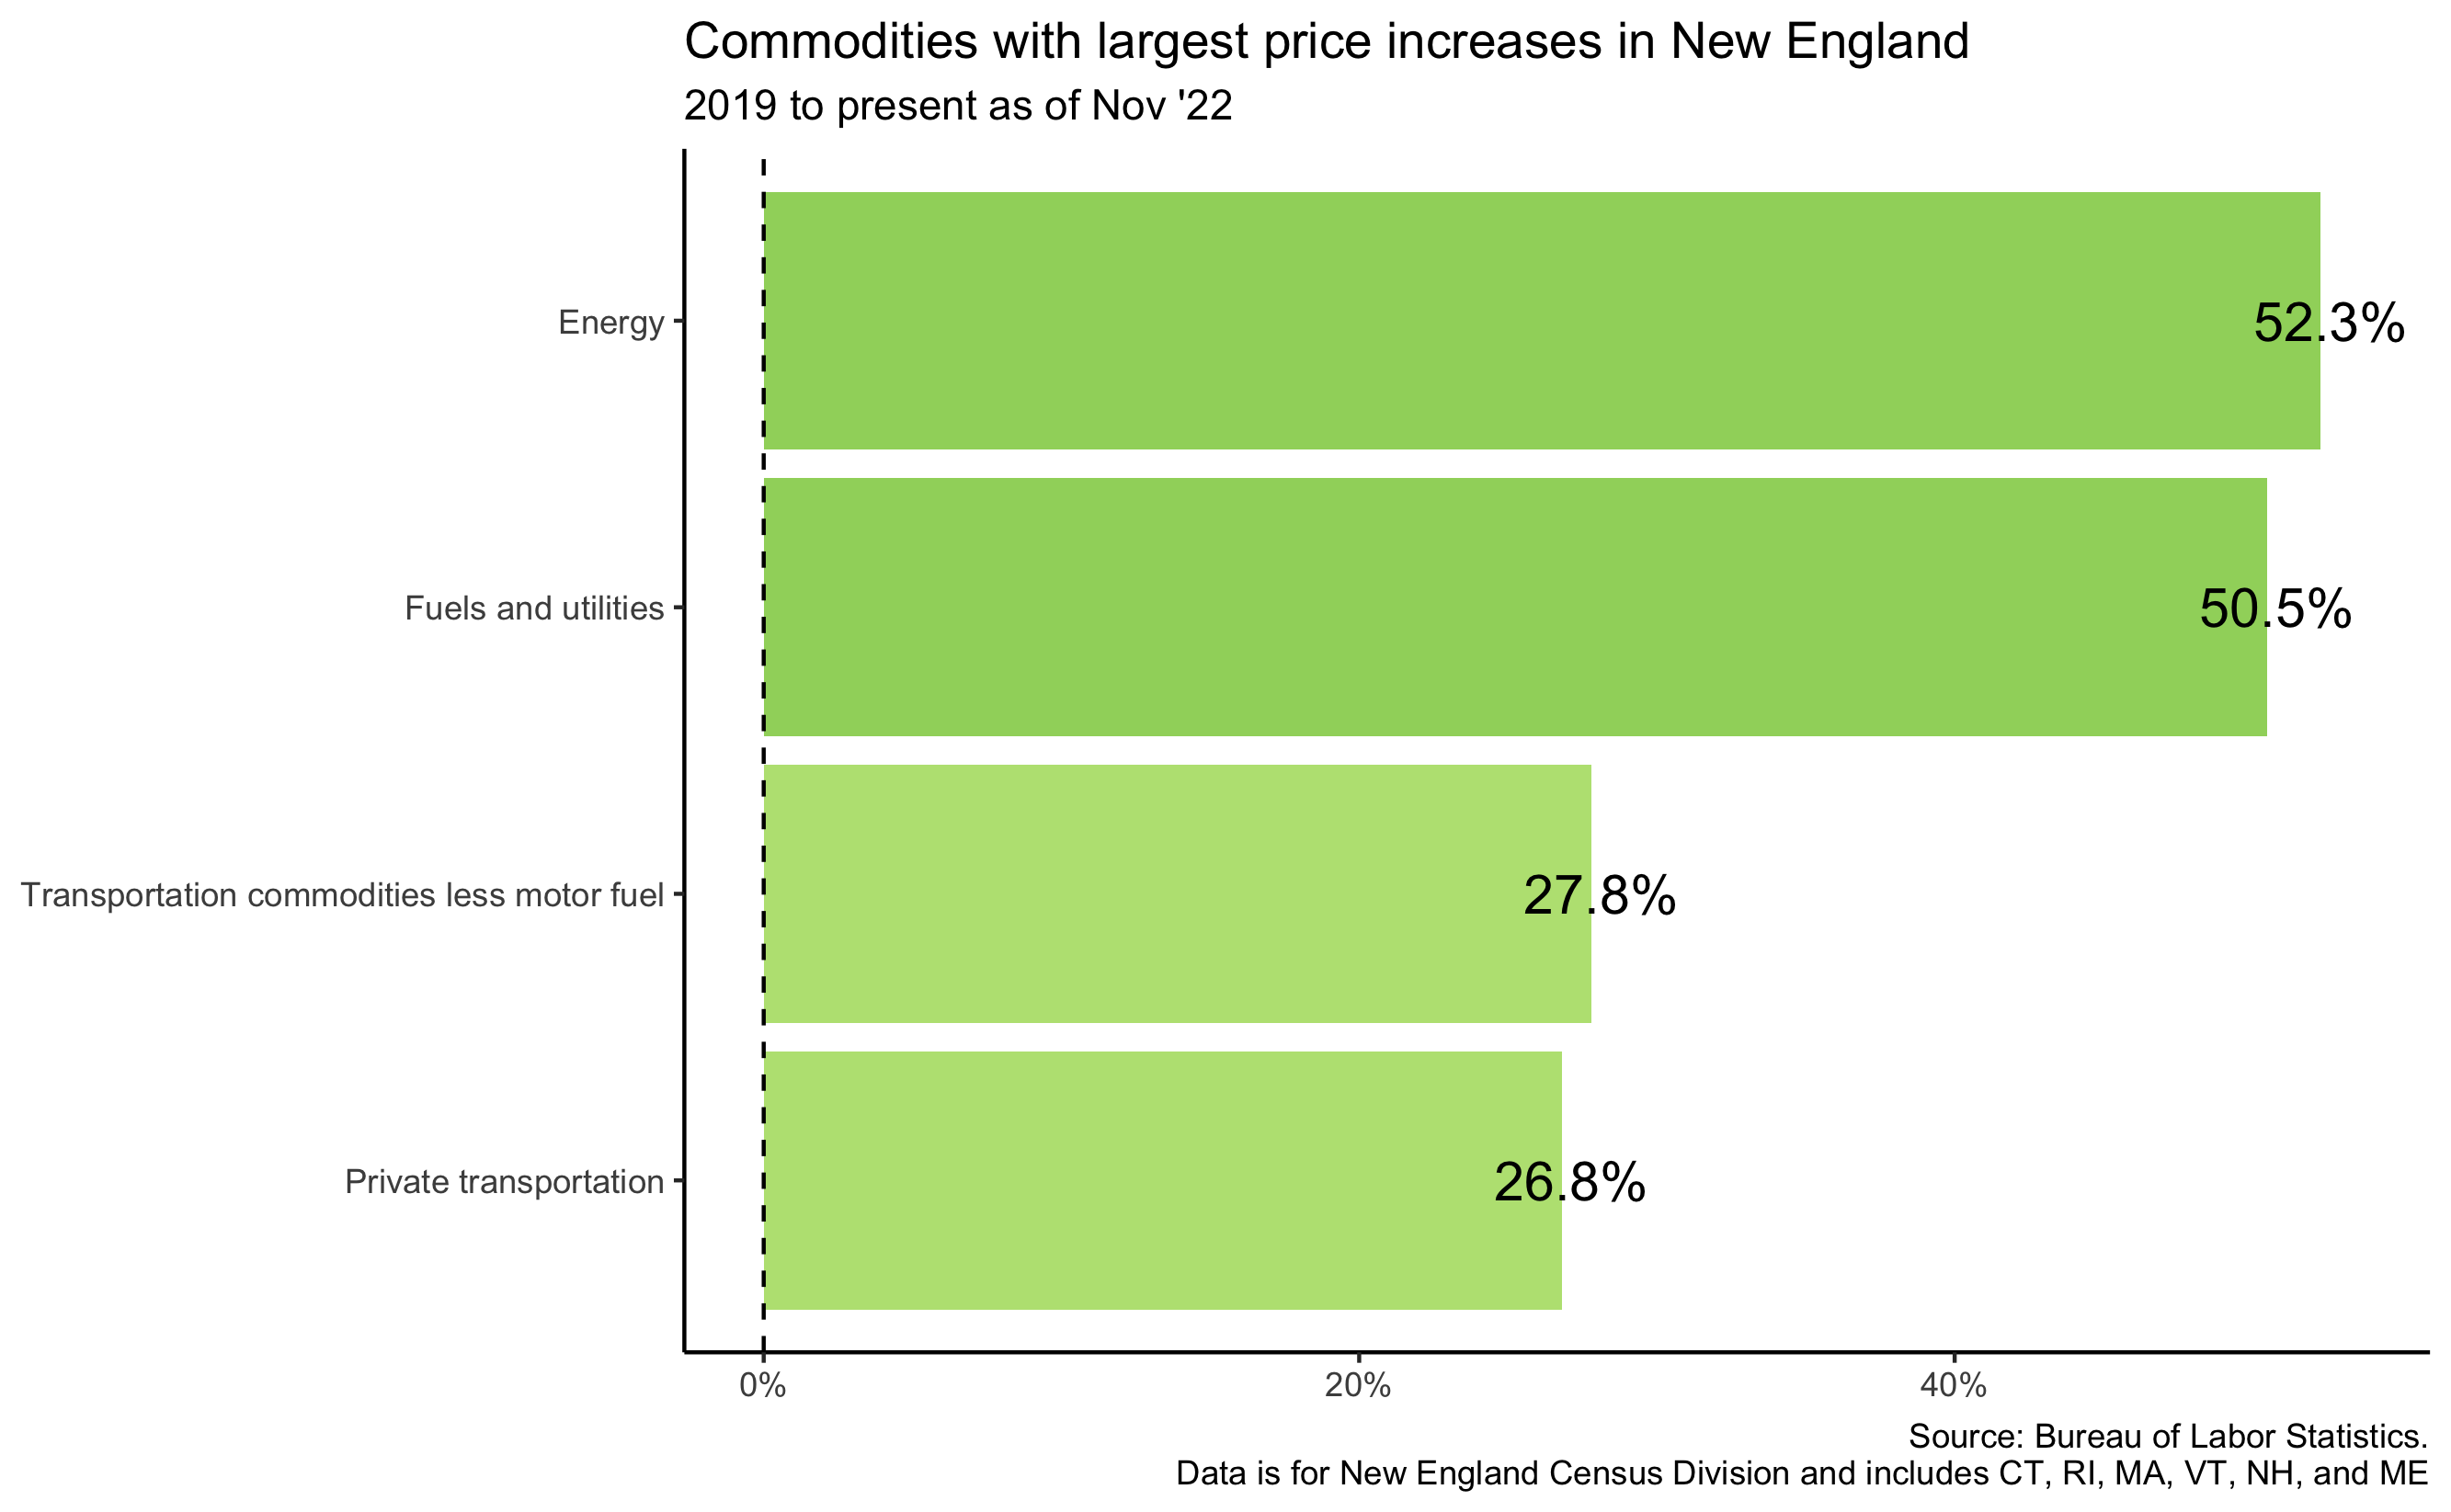 Commodities with largest price increases in New England
2019 to present as of Nov '22
Energy
52.3%
Fuels and utilities
50.5%
Transportation commodities less motor fuel
27.8%
Private transportation
26.8%
0%
20%
40%
Source: Bureau of Labor Statistics.
Data is for New England Census Division and includes CT, RI, MA, VT, NH, and ME